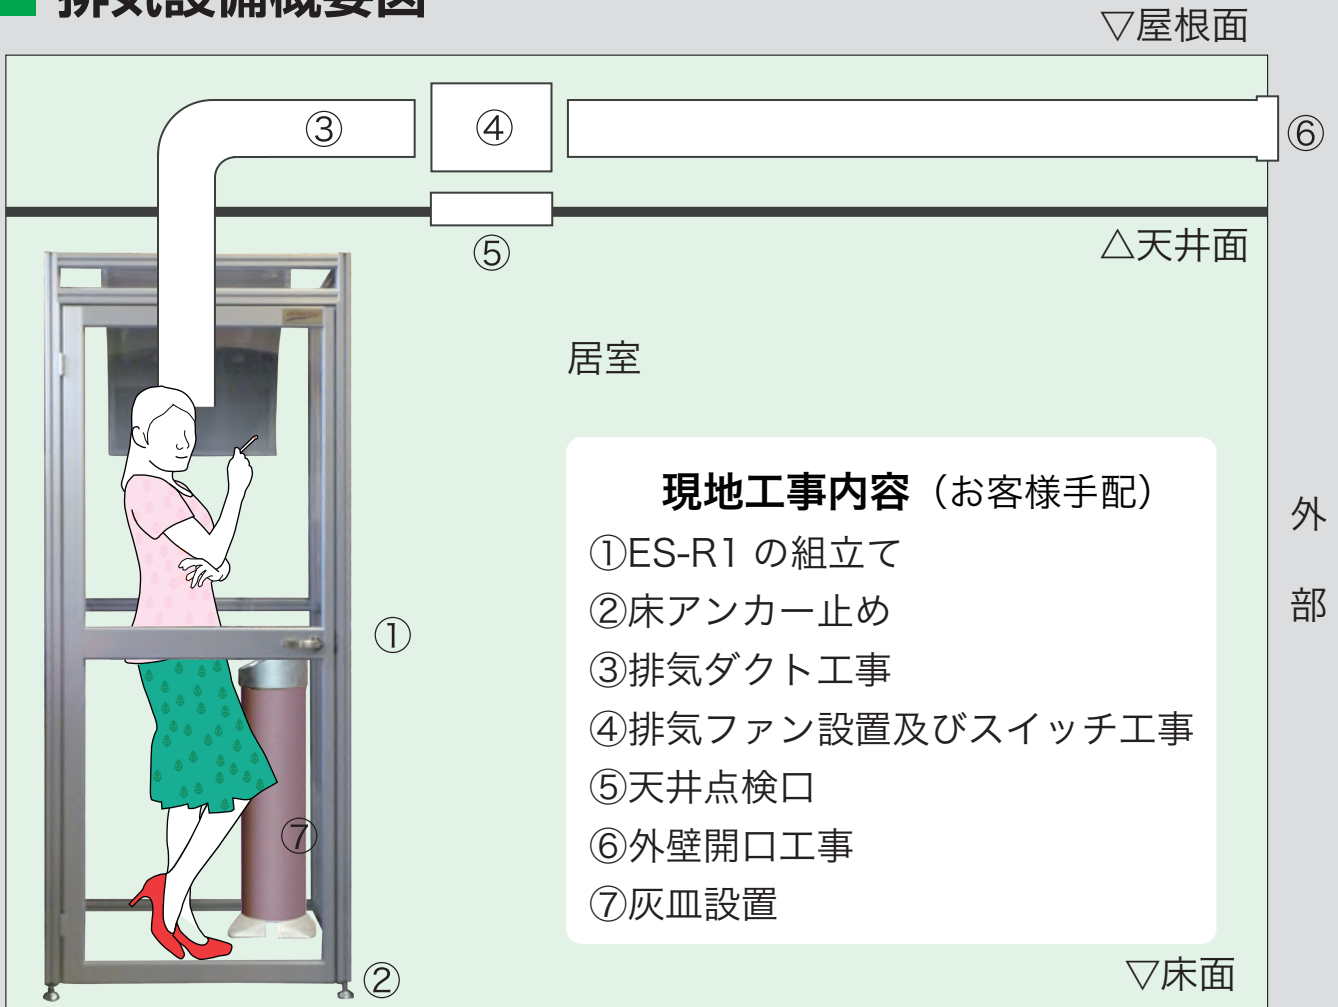 排気設備概要図
▽屋根面
③
④
⑥
⑤
△天井面
居室
現地工事内容（お客様手配）
①ES-R1 の組立て
②床アンカー止め
③排気ダクト工事
④排気ファン設置及びスイッチ工事
⑤天井点検口
⑥外壁開口工事
⑦灰皿設置
外
部
①
⑦
②
▽床面